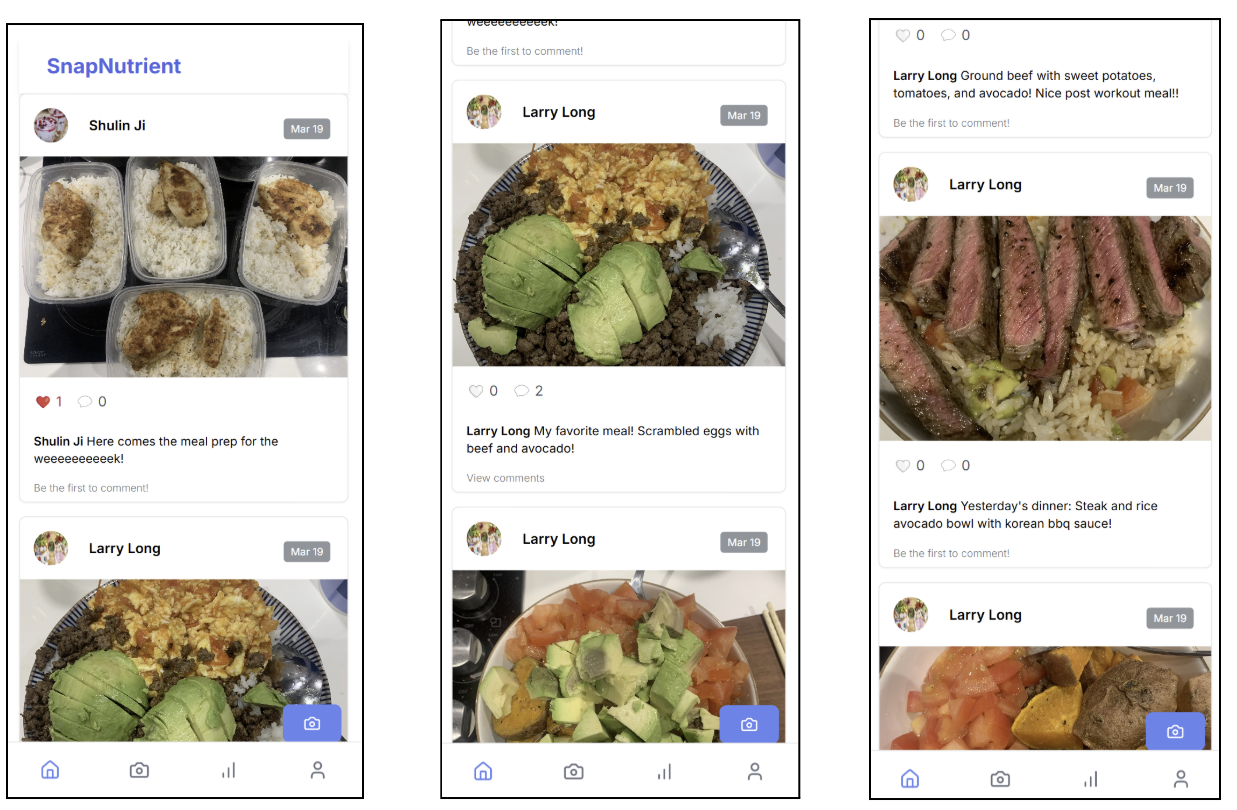 SnapNutrient
Shulin Ji
Mar 19
1
0
Shulin Ji Here comes the meal prep for the
weeeeeeeeeek!
Be the first to comment!
Larry Long
Mar 19
weeeeeeeeeek!
Be the first to comment!
Larry Long
Mar 19
0
2
Larry Long My favorite meal! Scrambled eggs with
beef and avocado!
View comments
Larry Long
Mar 19
0
0
Larry Long Ground beef with sweet potatoes,
tomatoes, and avocado! Nice post workout meal!!
Be the first to comment!
Larry Long
Mar 19
0
0
Larry Long Yesterday's dinner: Steak and rice
avocado bowl with korean bbq sauce!
Be the first to comment!
Larry Long
Mar 19